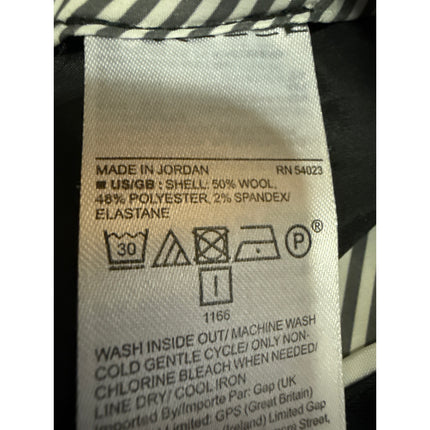 MADE IN JORDAN RN 54023
■ US/GB : SHELL: 50% WOOL,
48% POLYESTER, 2% SPANDEX/
ELASTANE
30 P®
1166
WASH INSIDE OUT/ MACHINE WASH
COLD GENTLE CYCLE/ ONLY NON-
CHLORINE BLEACH WHEN NEEDED/
LINE DRY/ COOL IRON
Imported By/Importe Par: Gap (UK
Limited: GPS (Great Britain)
Limited Gap
Street